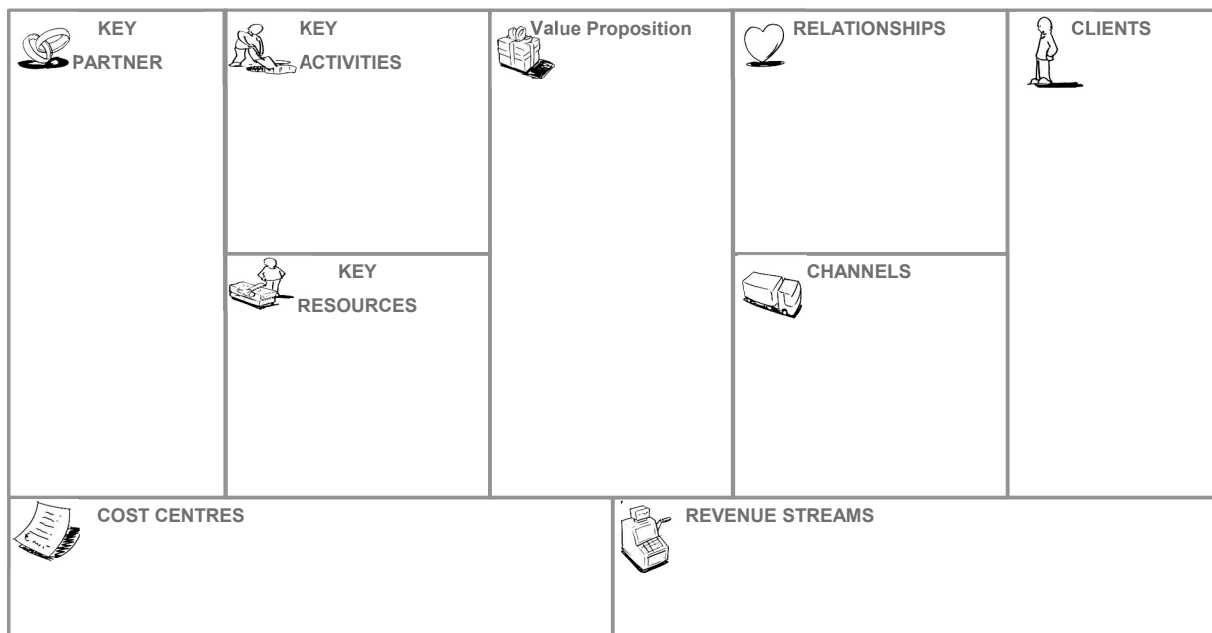 KEY
PARTNER
KEY
ACTIVITIES
Value Proposition
RELATIONSHIPS
CLIENTS
KEY
RESOURCES
CHANNELS
COST CENTRES
REVENUE STREAMS